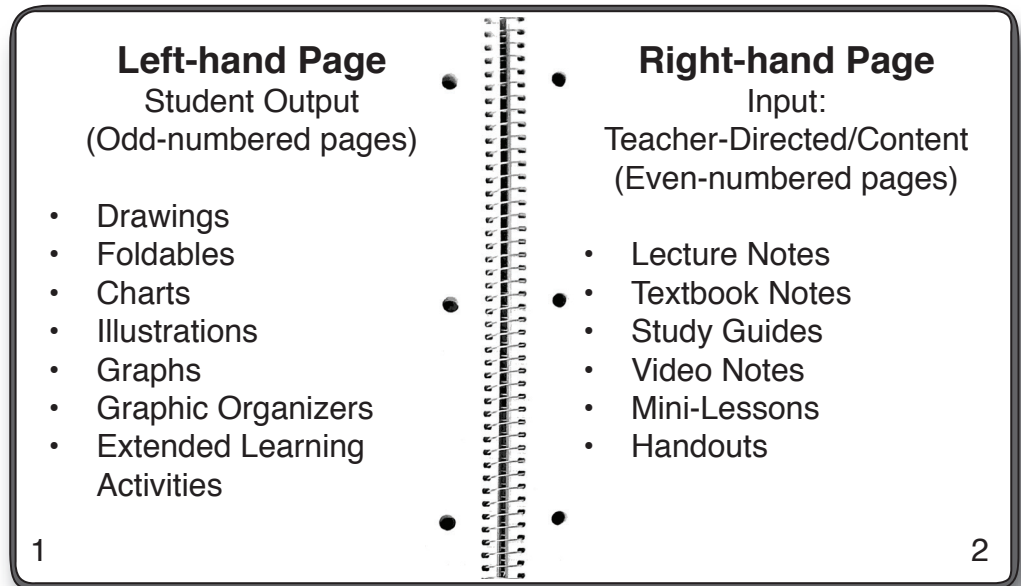 Left-hand Page
Student Output
(Odd-numbered pages)
• Drawings
• Foldables
• Charts
• Illustrations
• Graphs
• Graphic Organizers
• Extended Learning
Activities
1
Right-hand Page
Input:
Teacher-Directed/Content
(Even-numbered pages)
• Lecture Notes
• Textbook Notes
• Study Guides
• Video Notes
• Mini-Lessons
• Handouts
2